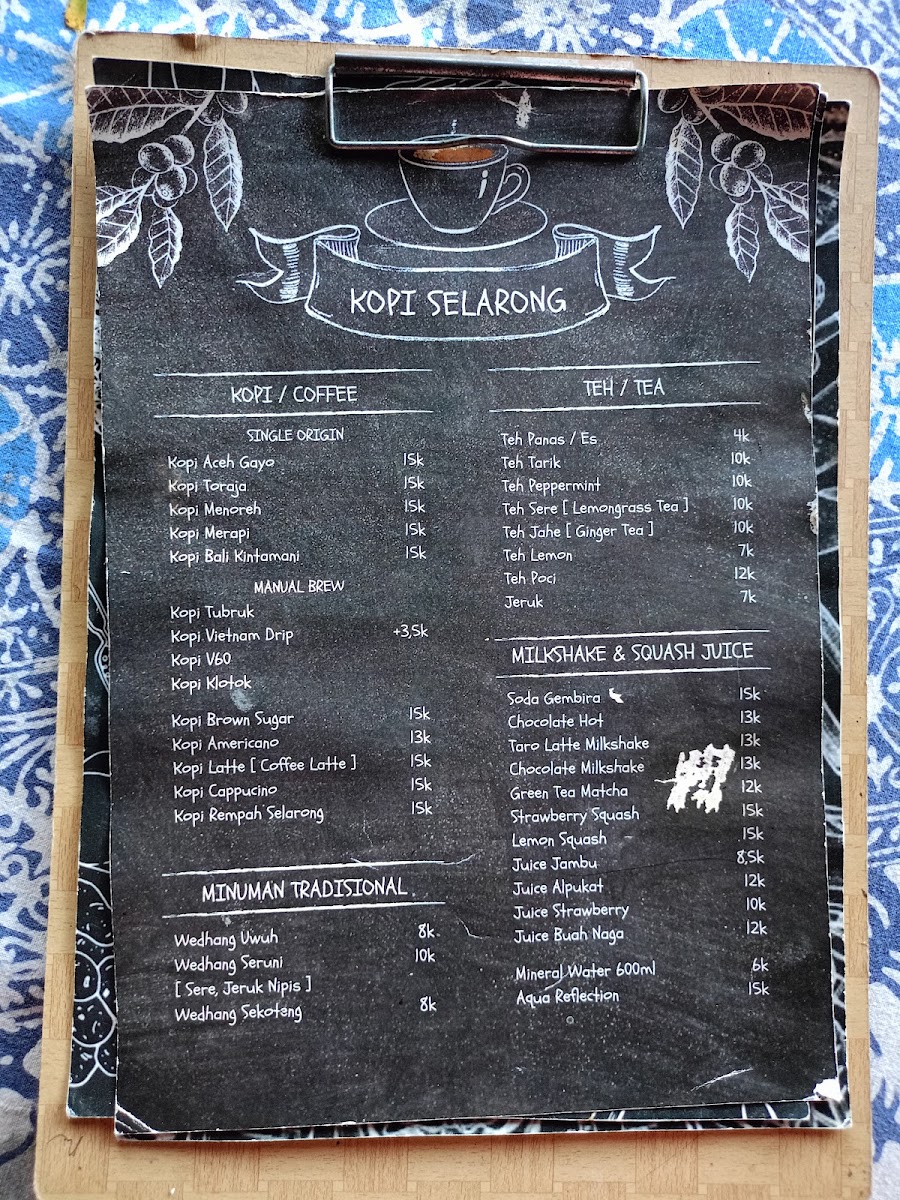 KOPI SELARONG
KOPI / COFFEE
SINGLE ORIGIN
Kopi Aceh Gayo 15k
Kopi Toraja 15k
Kopi Menoreh 15k
Kopi Merapi 15k
Kopi Bali Kintamani 15k
MANUAL BREW
Kopi Tubruk
Kopi Vietnam Drip +3,5k
Kopi V60
Kopi Klotok
Kopi Brown Sugar 15k
Kopi Americano 13k
Kopi Latte [ Coffee Latte ] 15k
Kopi Cappucino 15k
Kopi Rempah Selarong 15k
MINUMAN TRADISIONAL
Wedhang Uwuh 8k
Wedhang Seruni 10k
[ Sere, Jeruk Nipis ]
Wedhang Sekotang 8k
TEH / TEA
Teh Panas / Es 4k
Teh Tarik 10k
Teh Peppermint 10k
Teh Sere [ Lemongrass Tea ] 10k
Teh Jahe [ Ginger Tea ] 10k
Teh Lemon 7k
Teh Poci 12k
Jeruk 7k
MILKSHAKE & SQUASH JUICE
Soda Gembira 15k
Chocolate Hot 13k
Taro Latte Milkshake 13k
Chocolate Milkshake 13k
Green Tea Matcha 12k
Strawberry Squash 15k
Lemon Squash 15k
Juice Jambu 8,5k
Juice Alpukat 12k
Juice Strawberry 10k
Juice Buah Naga 12k
Mineral Water 600ml 6k
Aqua Reflection 15k